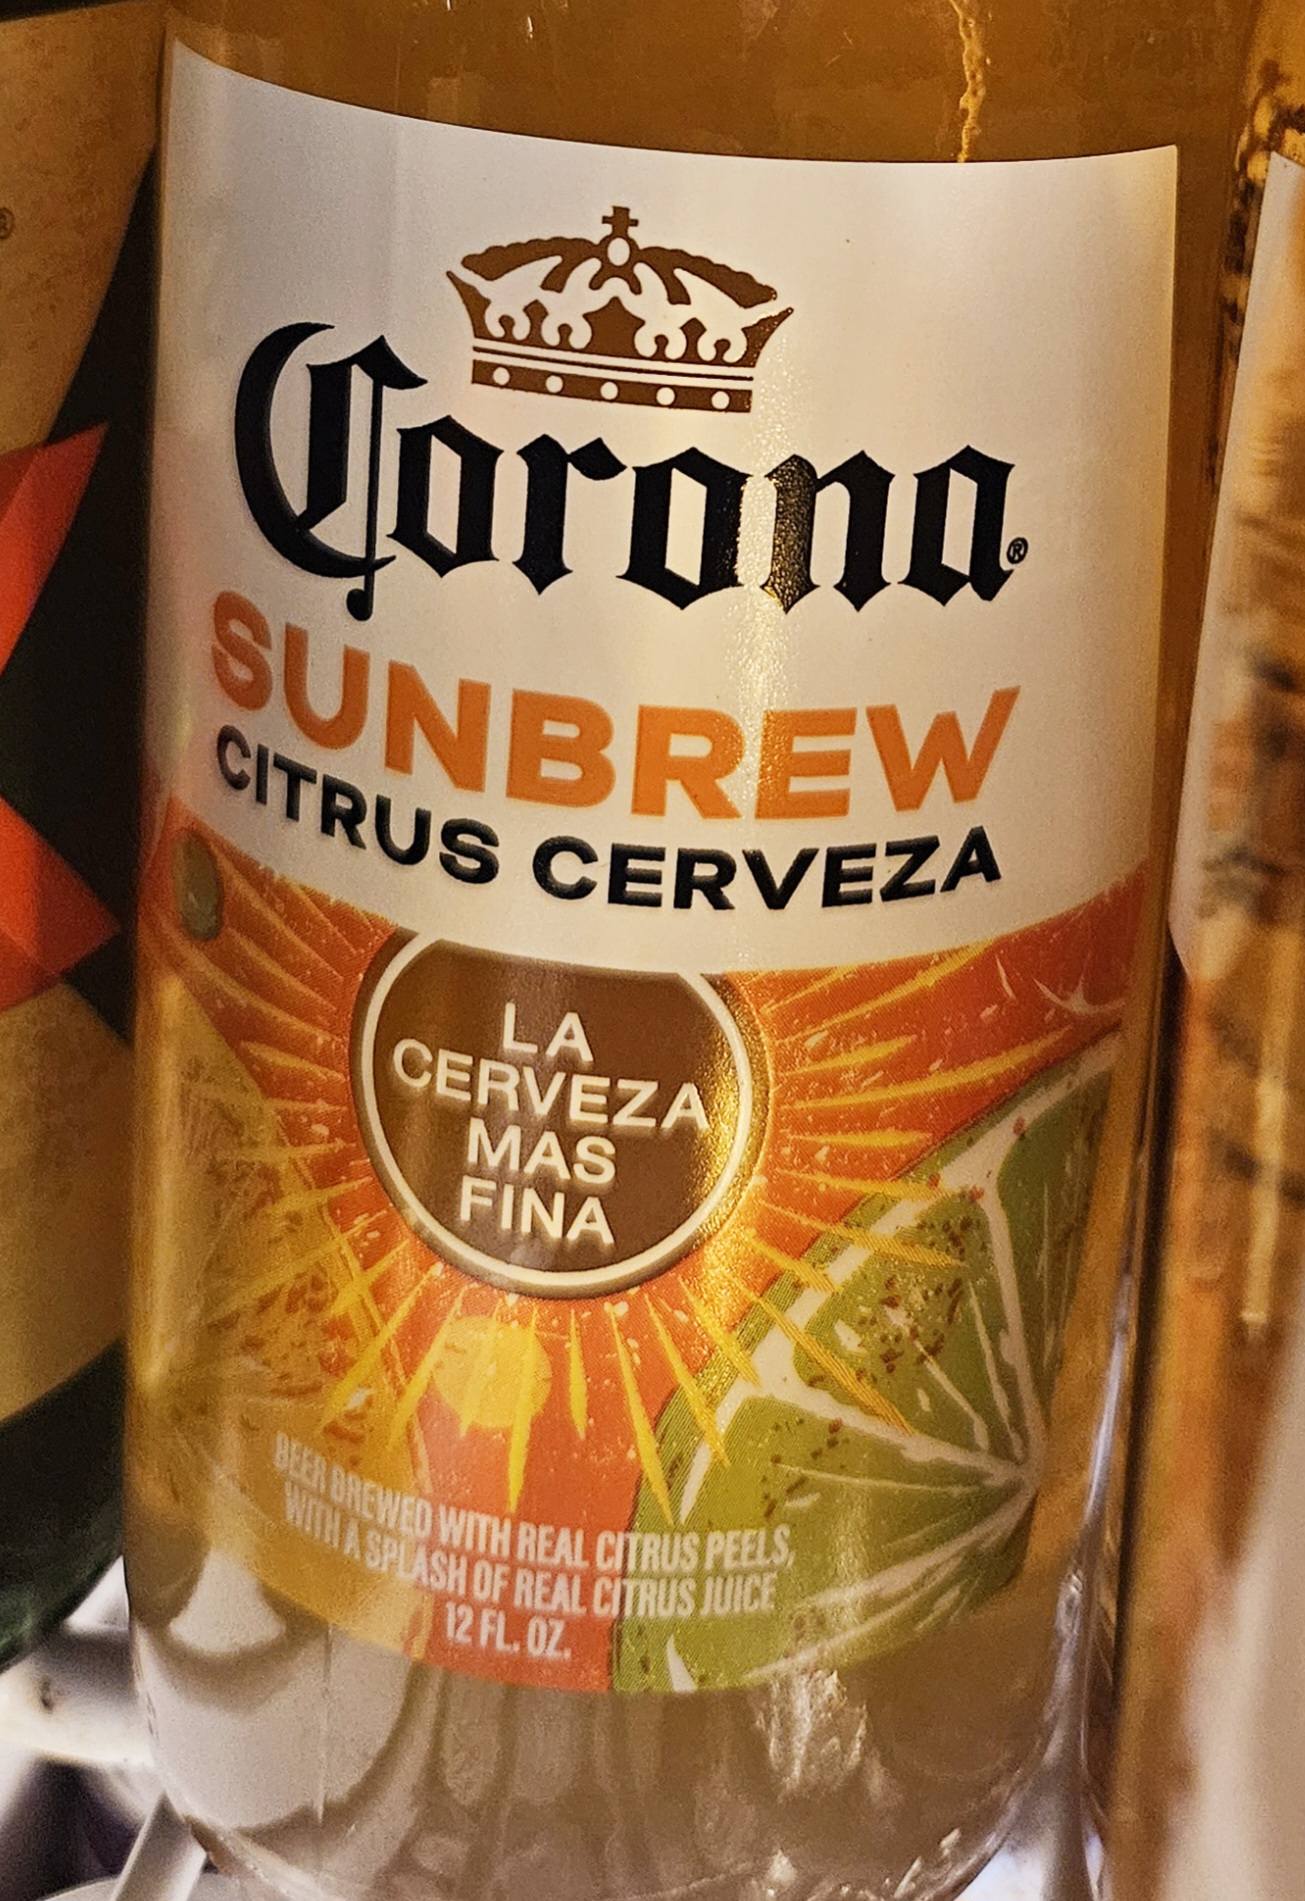 Corona®
SUNBREW
CITRUS CERVEZA
LA
CERVEZA
MAS
FINA
BEER BREWED WITH REAL CITRUS PEELS,
WITH A SPLASH OF REAL CITRUS JUICE
12 FL. OZ.